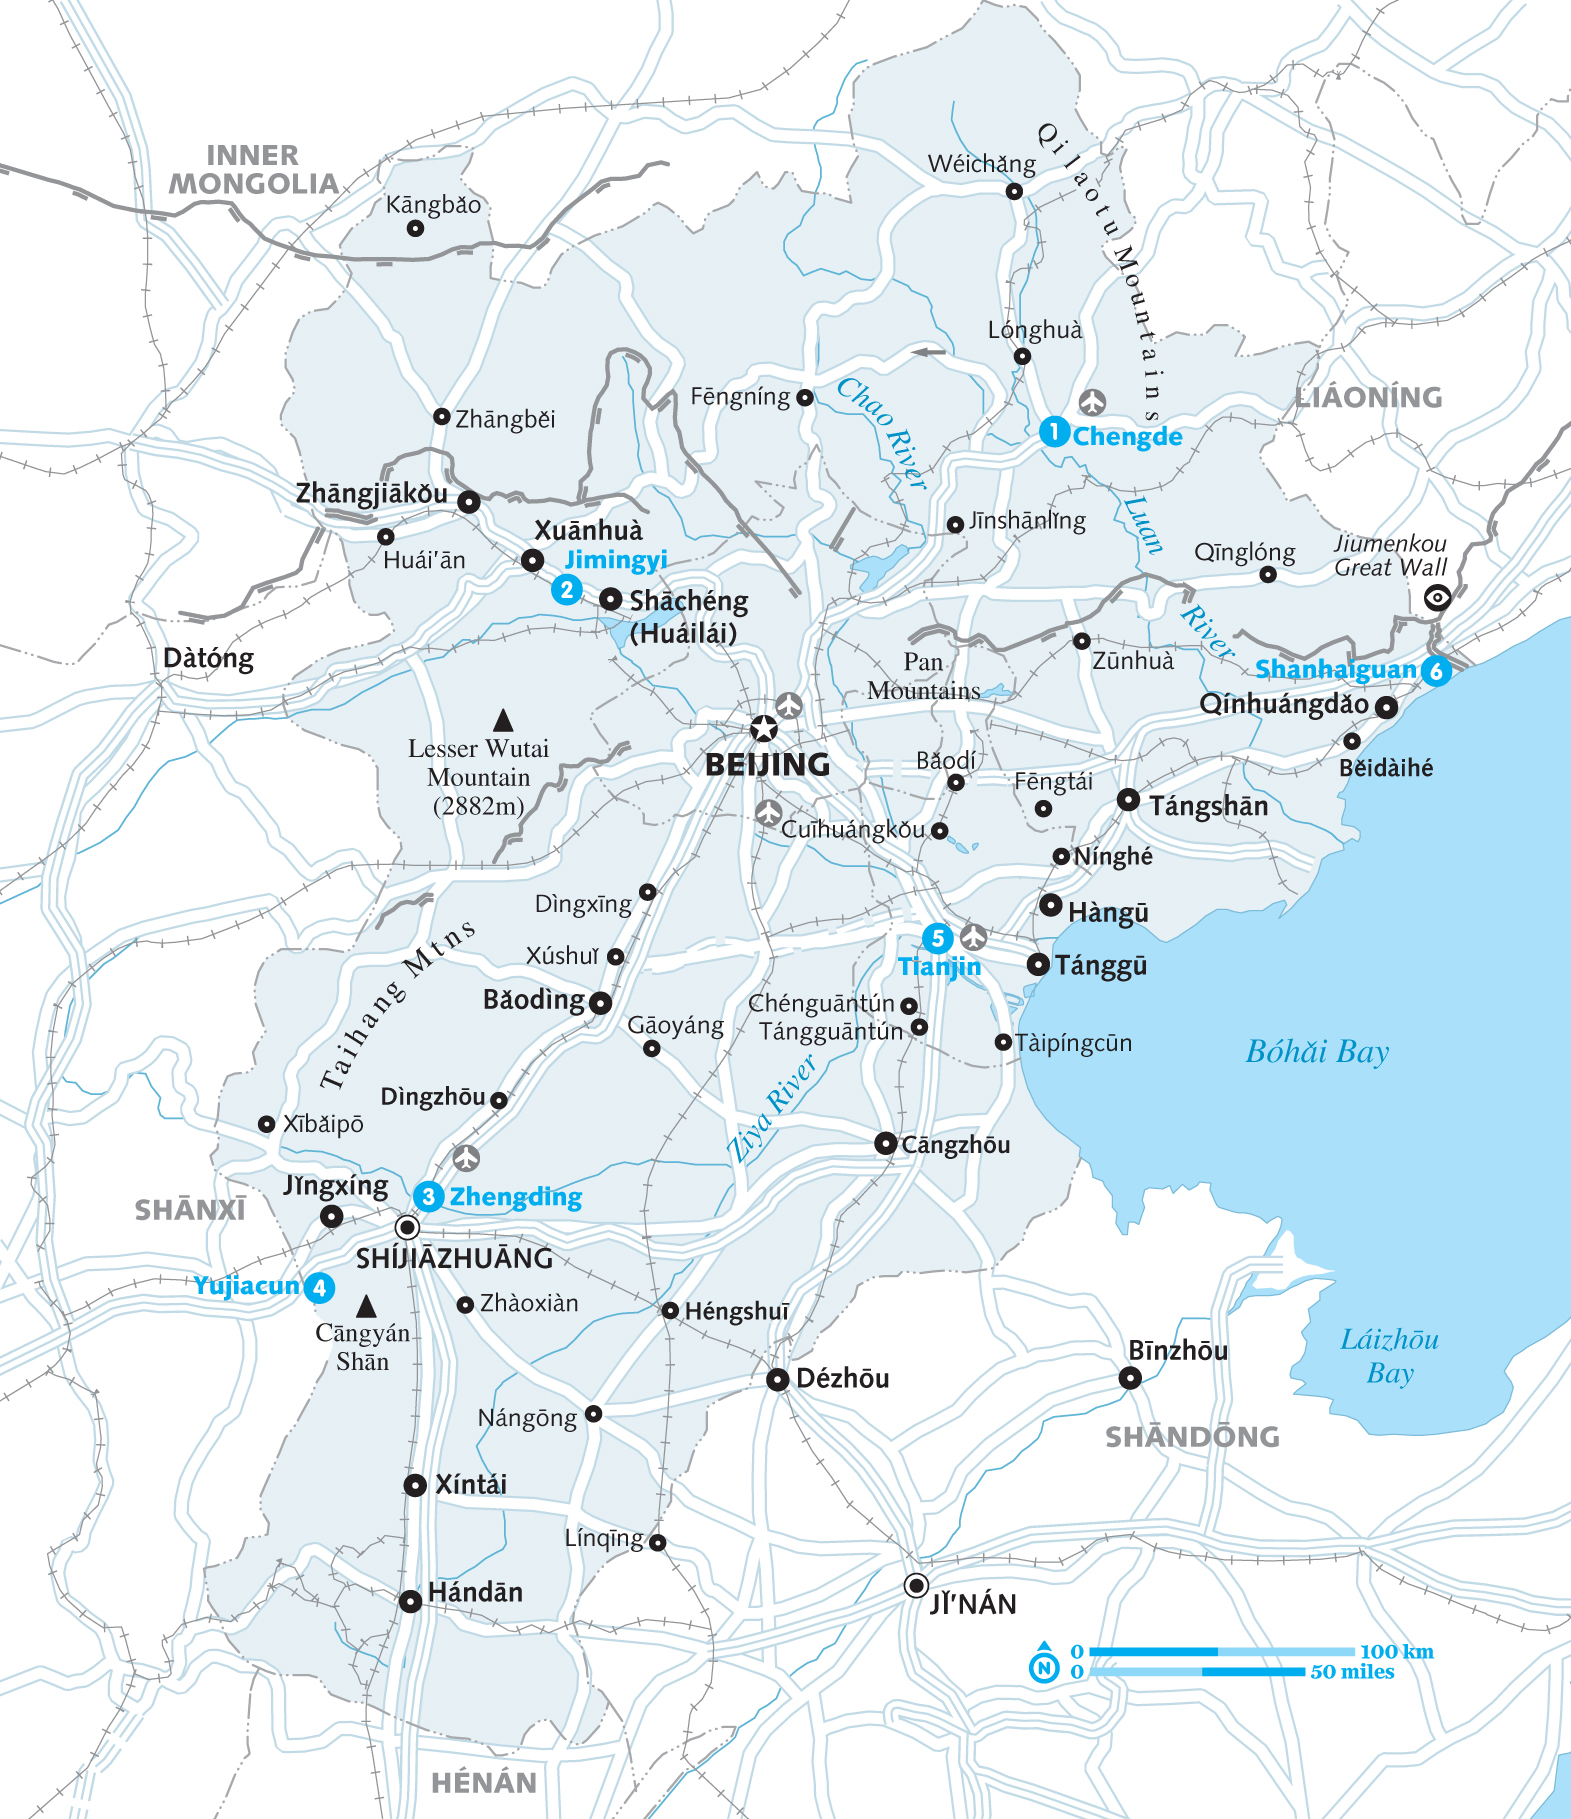 INNER
MONGOLIA
Kāngbǎo
Wéichǎng
Qilaotu Mountains
Lónghuà
LIÁONÍNG
Fēngníng
Chao River
Zhāngběi
1 Chengde
Zhāngjiākǒu
Xuānhuà
Jimingyi
2
Huái'ān
Shāchéng
(Huáilái)
Jīnshānlǐng
Luan
River
Qīnglóng
Jiumenkou
Great Wall
Dàtóng
Pan
Mountains
Zūnhuà
Shanhaiguan 6
Qínhuángdǎo
Běidàihé
Lesser Wutai
Mountain
(2882m)
BEIJING
Bǎodí
Fēngtái
Tángshān
Cuīhuángkǒu
Nínghé
Dìngxīng
Hàngū
Taihang Mtns
Xúshuǐ
5
Tianjin
Tánggū
Bǎodìng
Chénguāntún
Gāoyáng
Tángguāntún
Tàipíngcūn
Bóhǎi Bay
Ziya River
Dìngzhōu
Xībǎipō
Cāngzhōu
Jǐngxíng
3 Zhengding
SHĀNXĪ
SHÍJIĀZHUĀNG
Yujiacun 4
Zhàoxiàn
Héngshuī
Cāngyán
Shān
Bīnzhōu
Láizhōu
Bay
Dézhōu
Nángōng
SHĀNDŌNG
Xíntái
Línqīng
Hándān
JǏ'NÁN
N
0 100 km
0 50 miles
HÉNÁN